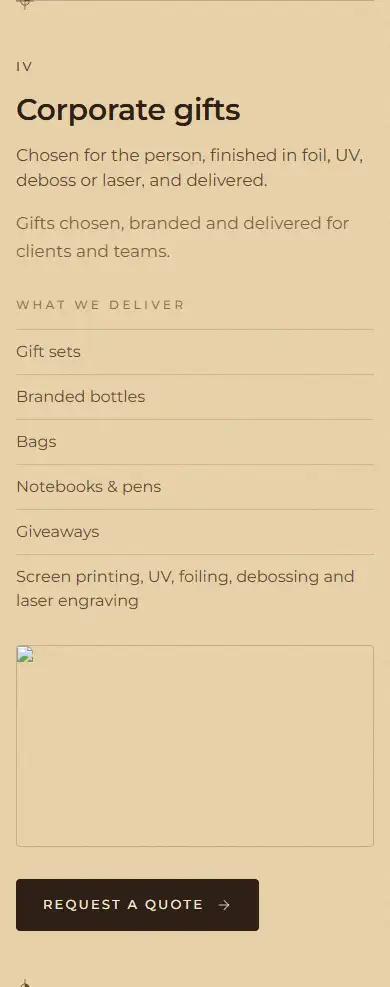 IV
Corporate gifts
Chosen for the person, finished in foil, UV,
deboss or laser, and delivered.
Gifts chosen, branded and delivered for
clients and teams.
WHAT WE DELIVER
Gift sets
Branded bottles
Bags
Notebooks & pens
Giveaways
Screen printing, UV, foiling, debossing and
laser engraving
REQUEST A QUOTE →